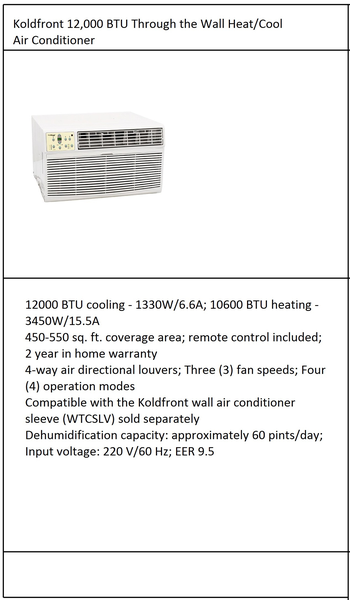 Koldfront 12,000 BTU Through the Wall Heat/Cool
Air Conditioner
12000 BTU cooling - 1330W/6.6A; 10600 BTU heating -
3450W/15.5A
450-550 sq. ft. coverage area; remote control included;
2 year in home warranty
4-way air directional louvers; Three (3) fan speeds; Four
(4) operation modes
Compatible with the Koldfront wall air conditioner
sleeve (WTCSLV) sold separately
Dehumidification capacity: approximately 60 pints/day;
Input voltage: 220 V/60 Hz; EER 9.5